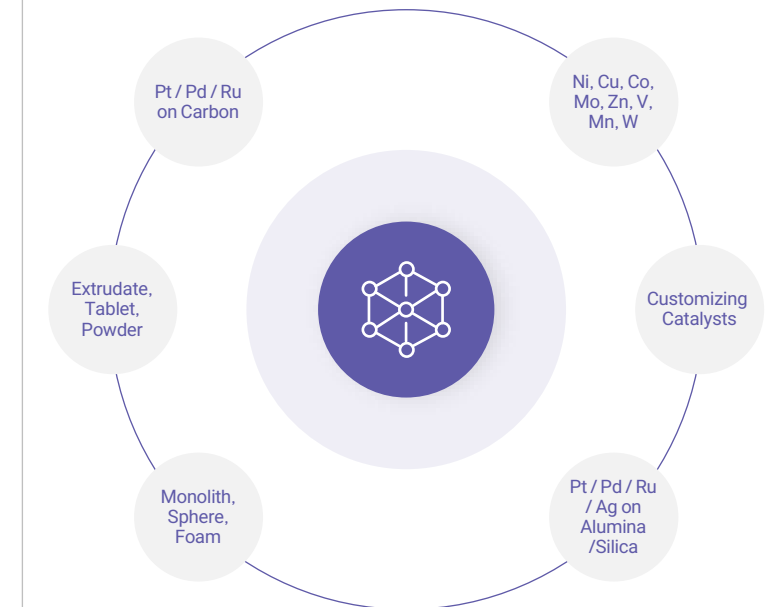 Pt / Pd / Ru
on Carbon
Ni, Cu, Co,
Mo, Zn, V,
Mn, W
Extrudate,
Tablet,
Powder
Customizing
Catalysts
Monolith,
Sphere,
Foam
Pt / Pd / Ru
/ Ag on
Alumina
/Silica